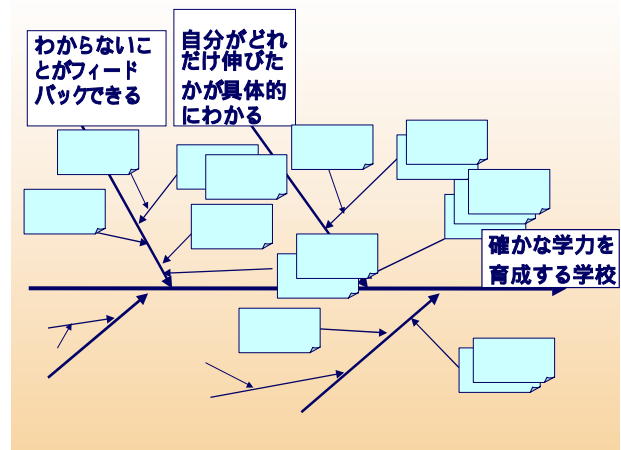 わからないこ
とがフィード
バックできる
自分がどれ
だけ伸びた
かが具体的
にわかる
確かな学力を
育成する学校